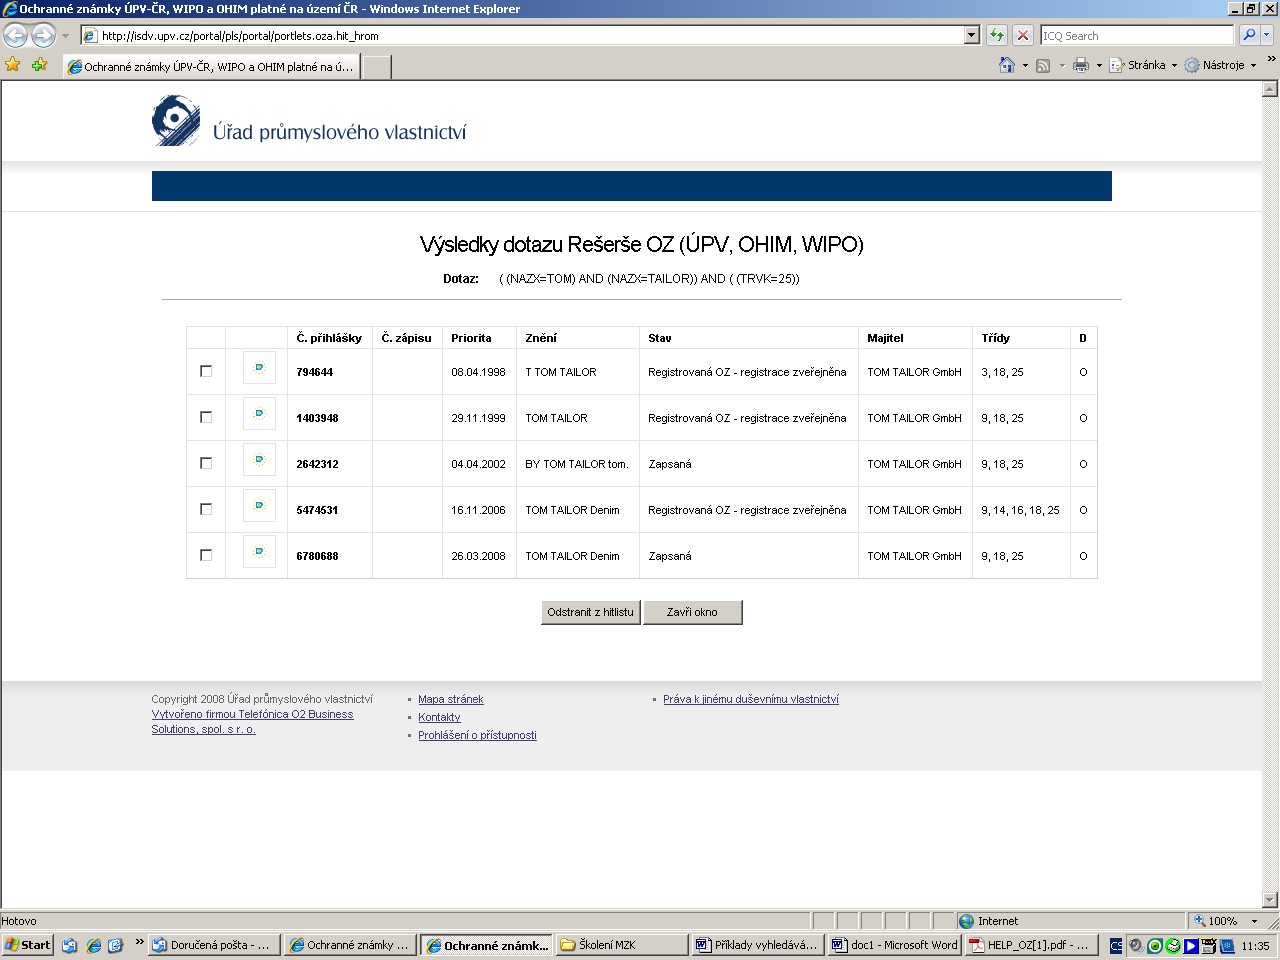 Ochranné známky ÚPV-ČR, WIPO a OHIM platné na území ČR - Windows Internet Explorer
http://isdv.upv.cz/portal/pls/portal/portlets.oza.hit_hrom
ICQ Search
Ochranné známky ÚPV-ČR, WIPO a OHIM platné na ú...
Stránka
Nástroje
Úřad průmyslového vlastnictví
Výsledky dotazu Rešerše OZ (ÚPV, OHIM, WIPO)
Dotaz: ( (NAZX=TOM) AND (NAZX=TAILOR)) AND ( (TRVK=25))
Č. přihlášky Č. zápisu Priorita Znění Stav Majitel Třídy D
794644 08.04.1998 T TOM TAILOR Registrovaná OZ - registrace zveřejněna TOM TAILOR GmbH 3, 18, 25 O
1403948 29.11.1999 TOM TAILOR Registrovaná OZ - registrace zveřejněna TOM TAILOR GmbH 9, 18, 25 O
2642312 04.04.2002 BY TOM TAILOR tom. Zapsaná TOM TAILOR GmbH 9, 18, 25 O
5474531 16.11.2006 TOM TAILOR Denim Registrovaná OZ - registrace zveřejněna TOM TAILOR GmbH 9, 14, 16, 18, 25 O
6780688 26.03.2008 TOM TAILOR Denim Zapsaná TOM TAILOR GmbH 9, 18, 25 O
Odstranit z hitlistu Zavři okno
Copyright 2008 Úřad průmyslového vlastnictví
Vytvořeno firmou Telefónica O2 Business
Solutions, spol. s r. o.
Mapa stránek
Kontakty
Prohlášení o přístupnosti
Práva k jinému duševnímu vlastnictví
Hotovo Internet 100%
Start Doručená pošta - ... Ochranné známky ... Ochranné známk... Školení MZK Příklady vyhledává... doc1 - Microsoft Word HELP_OZ[1].pdf - ... CS 11:35